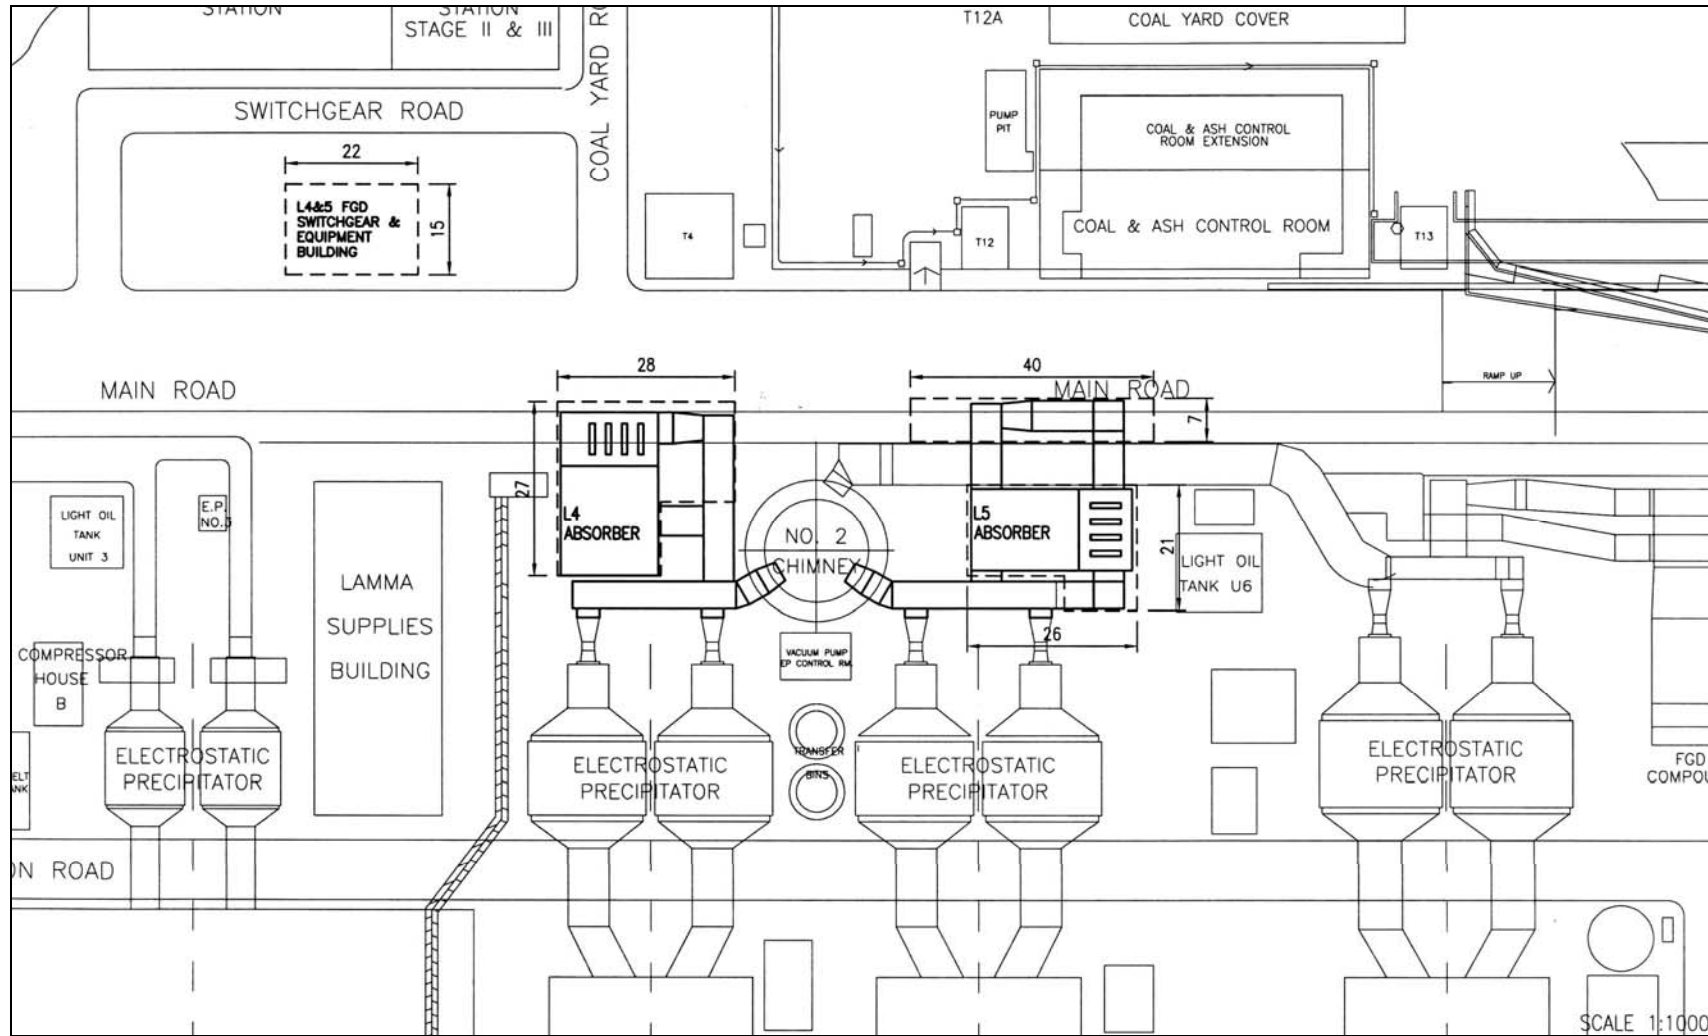 STATION
STATION
STAGE II & III
COAL YARD RO
T12A
COAL YARD COVER
SWITCHGEAR ROAD
PUMP
PIT
COAL & ASH CONTROL
ROOM EXTENSION
22
L4&5 FGD
SWITCHGEAR &
EQUIPMENT
BUILDING
15
T4
T12
COAL & ASH CONTROL ROOM
T13
MAIN ROAD
28
40
MAIN ROAD
7
RAMP UP
27
L4
ABSORBER
NO. 2
CHIMNEY
L5
ABSORBER
21
26
LIGHT OIL
TANK
UNIT 3
E.P.
NO.3
LIGHT OIL
TANK U6
LAMMA
SUPPLIES
BUILDING
COMPRESSOR
HOUSE
B
VACUUM PUMP
EP CONTROL RM.
TRANSFER
BINS
ELECTROSTATIC
PRECIPITATOR
ELECTROSTATIC
PRECIPITATOR
ELECTROSTATIC
PRECIPITATOR
ELECTROSTATIC
PRECIPITATOR
FGD
COMPOU
ELT
ANK
ON ROAD
SCALE 1:1000